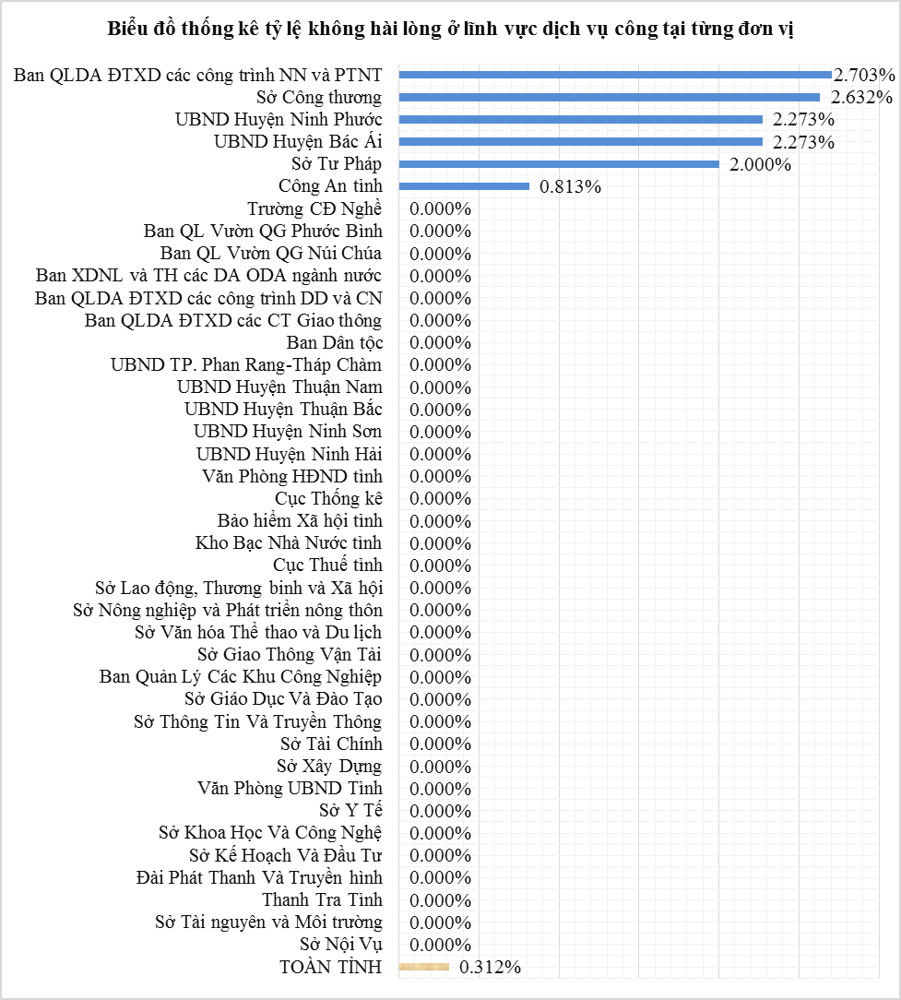 Biểu đồ thống kê tỷ lệ không hài lòng ở lĩnh vực dịch vụ công tại từng đơn vị
Ban QLDA ĐTXD các công trình NN và PTNT 2.703%
Sở Công thương 2.632%
UBND Huyện Ninh Phước 2.273%
UBND Huyện Bác Ái 2.273%
Sở Tư Pháp 2.000%
Công An tỉnh 0.813%
Trường CĐ Nghề 0.000%
Ban QL Vườn QG Phước Bình 0.000%
Ban QL Vườn QG Núi Chúa 0.000%
Ban XDNL và TH các DA ODA ngành nước 0.000%
Ban QLDA ĐTXD các công trình DD và CN 0.000%
Ban QLDA ĐTXD các CT Giao thông 0.000%
Ban Dân tộc 0.000%
UBND TP. Phan Rang-Tháp Chàm 0.000%
UBND Huyện Thuận Nam 0.000%
UBND Huyện Thuận Bắc 0.000%
UBND Huyện Ninh Sơn 0.000%
UBND Huyện Ninh Hải 0.000%
Văn Phòng HĐND tỉnh 0.000%
Cục Thống kê 0.000%
Bảo hiểm Xã hội tỉnh 0.000%
Kho Bạc Nhà Nước tỉnh 0.000%
Cục Thuế tỉnh 0.000%
Sở Lao động, Thương binh và Xã hội 0.000%
Sở Nông nghiệp và Phát triển nông thôn 0.000%
Sở Văn hóa Thể thao và Du lịch 0.000%
Sở Giao Thông Vận Tải 0.000%
Ban Quản Lý Các Khu Công Nghiệp 0.000%
Sở Giáo Dục Và Đào Tạo 0.000%
Sở Thông Tin Và Truyền Thông 0.000%
Sở Tài Chính 0.000%
Sở Xây Dựng 0.000%
Văn Phòng UBND Tỉnh 0.000%
Sở Y Tế 0.000%
Sở Khoa Học Và Công Nghệ 0.000%
Sở Kế Hoạch Và Đầu Tư 0.000%
Đài Phát Thanh Và Truyền hình 0.000%
Thanh Tra Tỉnh 0.000%
Sở Tài nguyên và Môi trường 0.000%
Sở Nội Vụ 0.000%
TOÀN TỈNH 0.312%